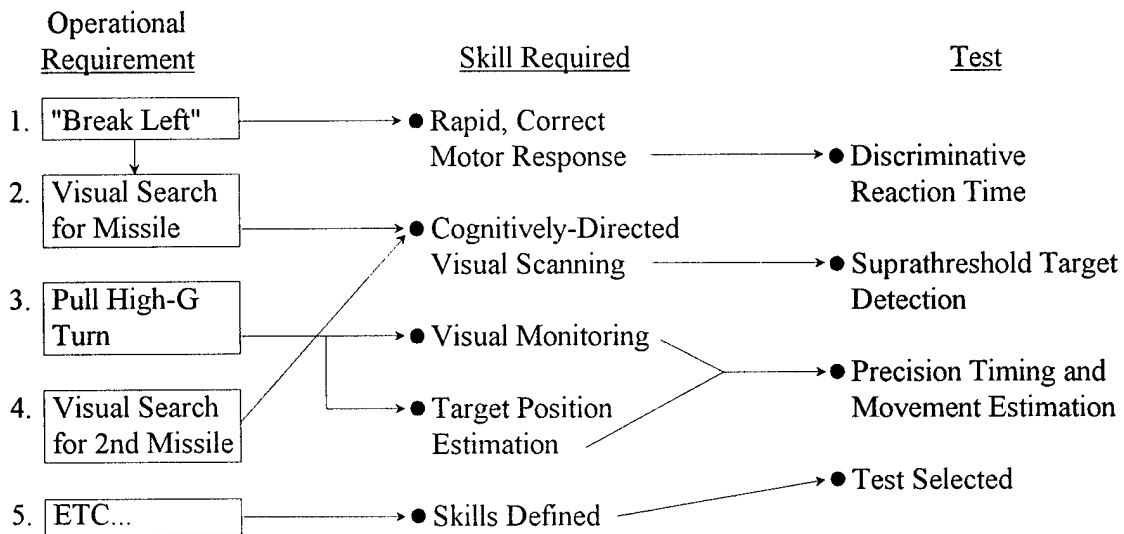 Operational
Requirement
Skill Required
Test
1. "Break Left"
● Rapid, Correct
Motor Response
● Discriminative
Reaction Time
2. Visual Search
for Missile
● Cognitively-Directed
Visual Scanning
● Suprathreshold Target
Detection
3. Pull High-G
Turn
● Visual Monitoring
● Precision Timing and
Movement Estimation
4. Visual Search
for 2nd Missile
● Target Position
Estimation
● Test Selected
5. ETC...
● Skills Defined